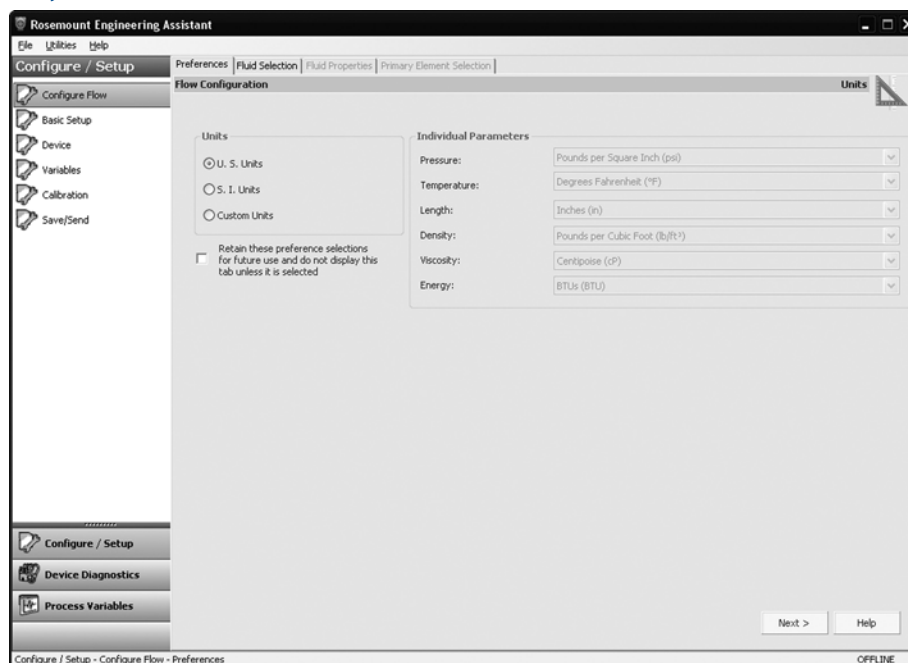 Rosemount Engineering Assistant
File Utilities Help
Configure / Setup
Preferences Fluid Selection Fluid Properties Primary Element Selection
Flow Configuration Units
Configure Flow
Basic Setup
Device
Variables
Calibration
Save/Send
Units
U. S. Units
S. I. Units
Custom Units
Retain these preference selections
for future use and do not display this
tab unless it is selected
Individual Parameters
Pressure: Pounds per Square Inch (psi)
Temperature: Degrees Fahrenheit (°F)
Length: Inches (in)
Density: Pounds per Cubic Foot (lb/ft³)
Viscosity: Centipoise (cP)
Energy: BTUs (BTU)
Configure / Setup
Device Diagnostics
Process Variables
Next > Help
Configure / Setup - Configure Flow - Preferences OFFLINE